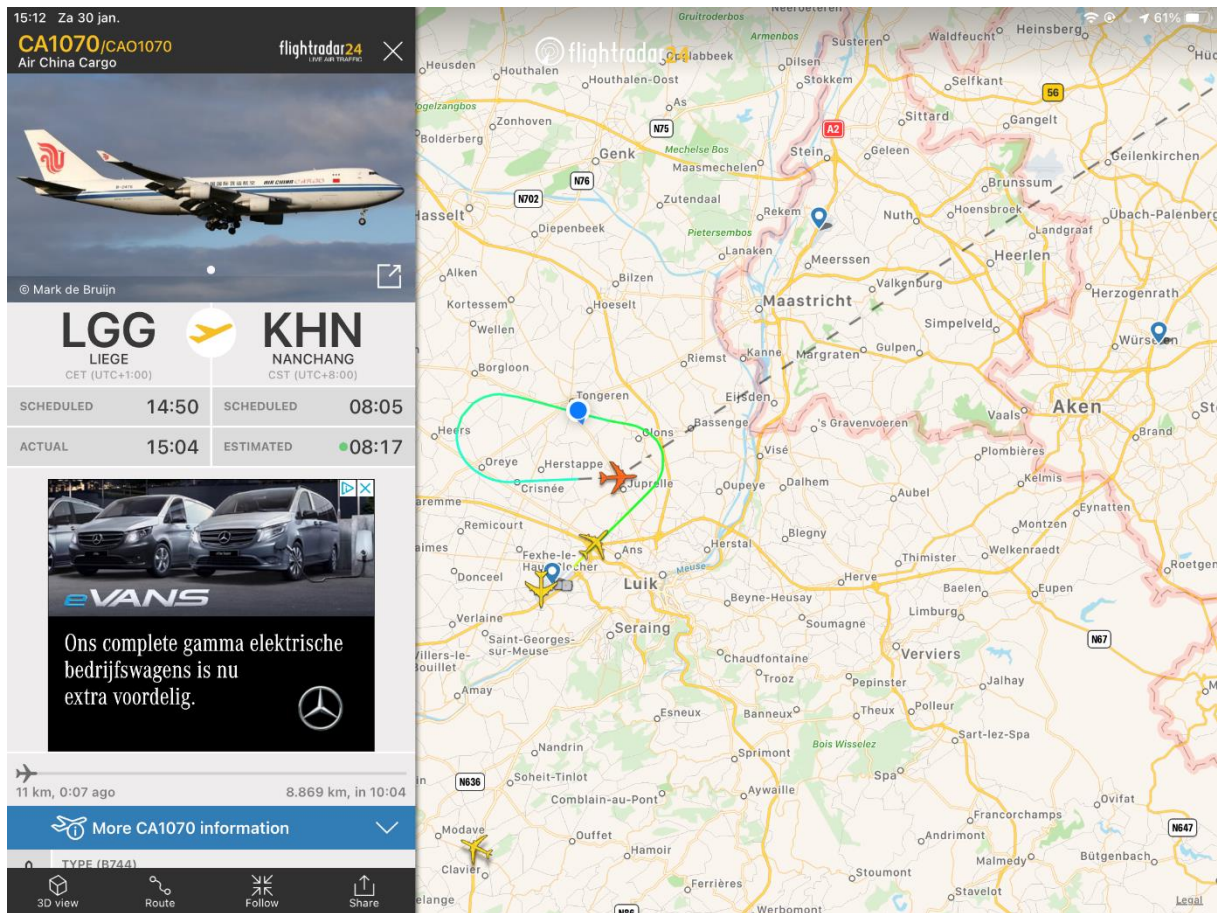 15:12 Za 30 jan.
61%
CA1070/CAO1070
Air China Cargo
flightradar24
LIVE AIR TRAFFIC
AIR CHINA CARGO
© Mark de Bruijn
LGG
LIEGE
CET (UTC+1:00)
KHN
NANCHANG
CST (UTC+8:00)
SCHEDULED 14:50
SCHEDULED 08:05
ACTUAL 15:04
ESTIMATED 08:17
eVANS
Ons complete gamma elektrische
bedrijfswagens is nu
extra voordelig.
11 km, 0:07 ago
8.869 km, in 10:04
More CA1070 information
TYPE (B744)
3D view
Route
Follow
Share
flightradar24
Gruitroderbos
Neeroeteren
Armenbos
Susteren
Waldfeucht
Heinsberg
Heusden
Houthalen
Houthalen-Oost
Dilsen
Stokkem
Selfkant
56
As
Zonhoven
Bolderberg
N75
A2
Sittard
Gangelt
Genk
Mechelse Bos
Maasmechelen
Stein
Geleen
Geilenkirchen
N76
N702
Zutendaal
Brunssum
Hasselt
Diepenbeek
Pietersembos
Rekem
Nuth
Hoensbroek
Übach-Palenberg
Landgraaf
Lanaken
Meerssen
Heerlen
Alken
Bilzen
Valkenburg
Herzogenrath
Kortessem
Hoeselt
Maastricht
Wellen
Simpelveld
Borgloon
Riemst
Kanne
Margraten
Gulpen
Tongeren
Eijsden
Vaals
Aken
Heers
Glons
Bassenge
's Gravenvoeren
Brand
Plombières
Visé
Oreye
Herstappe
Crisnée
Juprelle
Oupeye
Dalhem
Aubel
Kelmis
Eynatten
Remicourt
Montzen
Fexhe-le-
Haut-Clocher
Ans
Herstal
Blegny
Welkenraedt
Thimister
Donceel
Luik
Meuse
Herve
Baelen
Eupen
Roetgen
Verlaine
Beyne-Heusay
Limburg
Saint-Georges-
sur-Meuse
Seraing
Soumagne
N67
Villers-le-
Bouillet
Chaudfontaine
Verviers
Trooz
Pepinster
Jalhay
Amay
Esneux
Banneux
Theux
Polleur
Sart-lez-Spa
Nandrin
Sprimont
Bois Wisselez
N636
Soheit-Tinlot
Spa
Comblain-au-Pont
Aywaille
Ovifat
Francorchamps
Modave
Ouffet
Andrimont
N647
Hamoir
Malmedy
Bütgenbach
Clavier
Ferrières
Stoumont
Stavelot
Werbomont
Legal